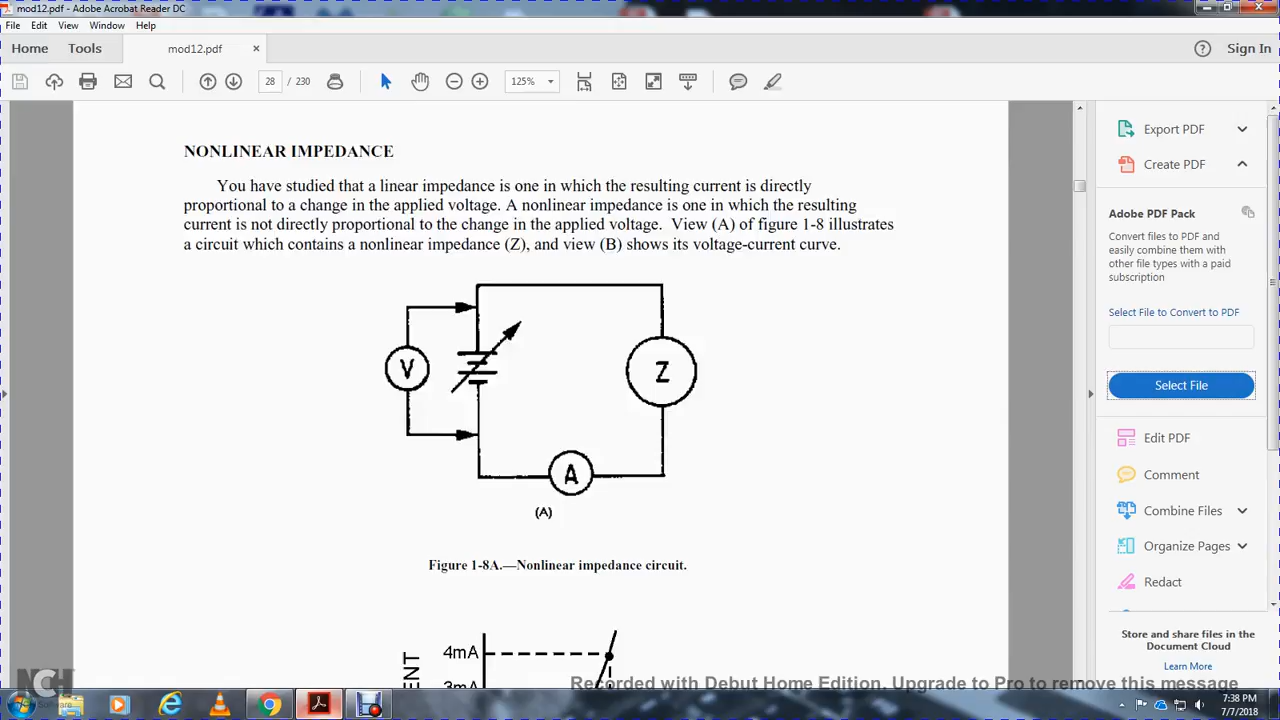 mod12.pdf - Adobe Acrobat Reader DC
File Edit View Window Help
Home Tools mod12.pdf × Sign In
28 / 230 125%
NONLINEAR IMPEDANCE
You have studied that a linear impedance is one in which the resulting current is directly
proportional to a change in the applied voltage. A nonlinear impedance is one in which the resulting
current is not directly proportional to the change in the applied voltage. View (A) of figure 1-8 illustrates
a circuit which contains a nonlinear impedance (Z), and view (B) shows its voltage-current curve.
V
Z
A
(A)
Figure 1-8A.—Nonlinear impedance circuit.
4mA
3mA
ENT
Export PDF
Create PDF
Adobe PDF Pack
Convert files to PDF and
easily combine them with
other file types with a paid
subscription
Select File to Convert to PDF
Select File
Edit PDF
Comment
Combine Files
Organize Pages
Redact
Store and share files in the
Document Cloud
Learn More
NCH
Software
Recorded with Debut Home Edition. Upgrade to Pro to remove this message
7:38 PM
7/7/2018